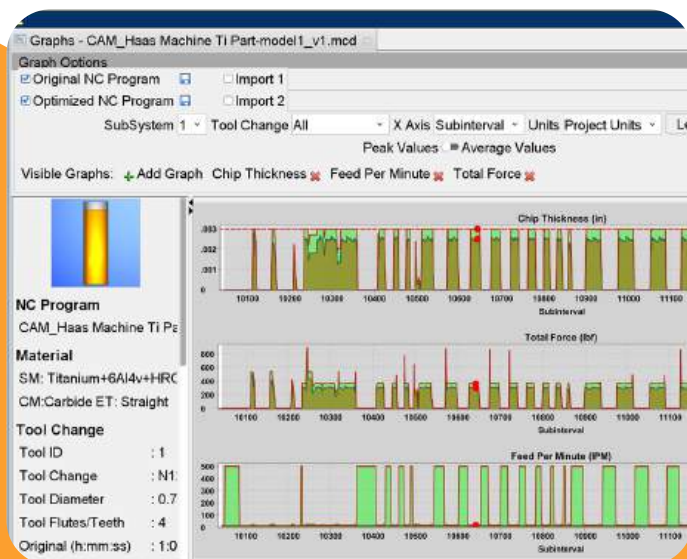 Graphs - CAM_Haas Machine Ti Part-model1_v1.mcd
Graph Options
Original NC Program Import 1
Optimized NC Program Import 2
SubSystem 1 Tool Change All X Axis Subinterval Units Project Units
Peak Values Average Values
Visible Graphs: Add Graph Chip Thickness Feed Per Minute Total Force
NC Program
CAM_Haas Machine Ti Pa
Material
SM: Titanium+6Al4v+HRC
CM:Carbide ET: Straight
Tool Change
Tool ID : 1
Tool Change : N1
Tool Diameter : 0.7
Tool Flutes/Teeth : 4
Original (h:mm:ss) : 1:0
Chip Thickness (in)
.003
.002
.001
0
10100 10200 10300 10400 10500 10600 10700 10800 10900 11000 11100
Subinterval
Total Force (lbf)
800
600
400
200
0
10100 10200 10300 10400 10500 10600 10700 10800 10900 11000 11100
Subinterval
Feed Per Minute (IPM)
500
400
300
200
100
0
10100 10200 10300 10400 10500 10600 10700 10800 10900 11000 11100
Subinterval